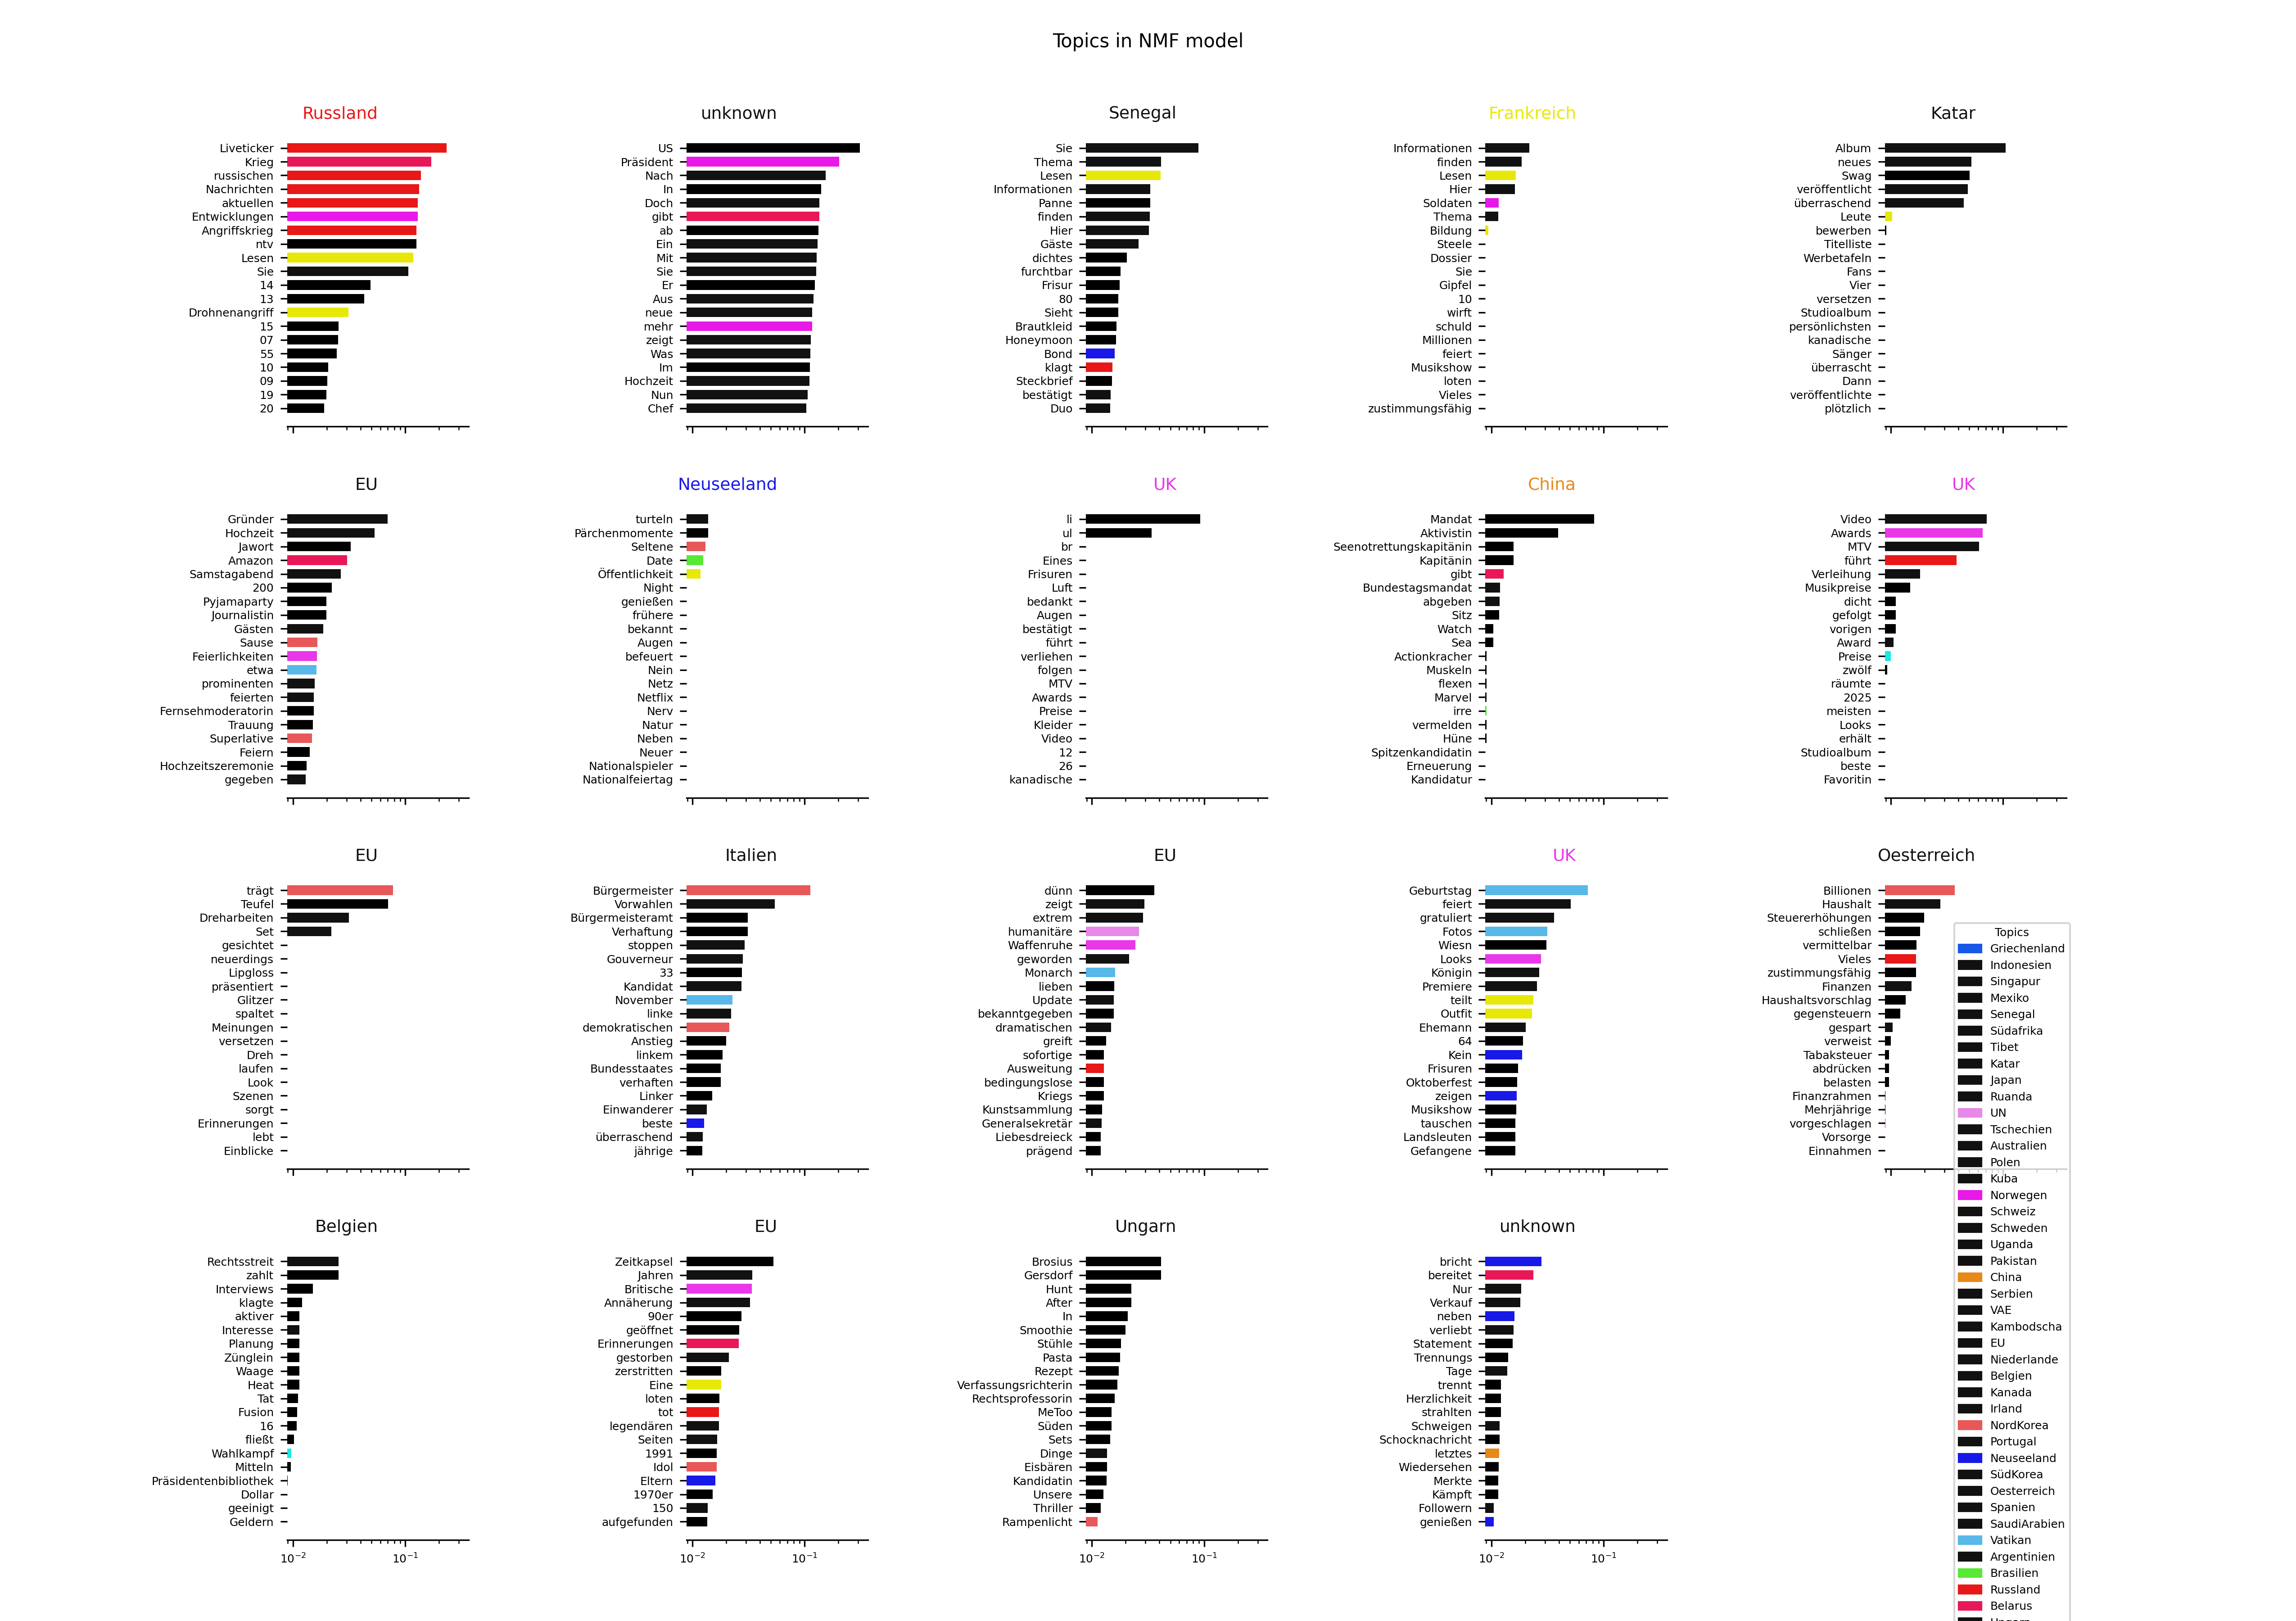 Topics in NMF model
Russland
Liveticker
Krieg
russischen
Nachrichten
aktuellen
Entwicklungen
Angriffskrieg
ntv
Lesen
Sie
14
13
Drohnenangriff
15
07
55
10
09
19
20
unknown
US
Präsident
Nach
In
Doch
gibt
ab
Ein
Mit
Sie
Er
Aus
neue
mehr
zeigt
Was
Im
Hochzeit
Nun
Chef
Senegal
Sie
Thema
Lesen
Informationen
Panne
finden
Hier
Gäste
dichtes
furchtbar
Frisur
80
Sieht
Brautkleid
Honeymoon
Bond
klagt
Steckbrief
bestätigt
Duo
Frankreich
Informationen
finden
Lesen
Hier
Soldaten
Thema
Bildung
Steele
Dossier
Sie
Gipfel
10
wirft
schuld
Millionen
feiert
Musikshow
loten
Vieles
zustimmungsfähig
Katar
Album
neues
Swag
veröffentlicht
überraschend
Leute
bewerben
Titelliste
Werbetafeln
Fans
Vier
versetzen
Studioalbum
persönlichsten
kanadische
Sänger
überrascht
Dann
veröffentlichte
plötzlich
EU
Gründer
Hochzeit
Jawort
Amazon
Samstagabend
200
Pyjamaparty
Journalistin
Gästen
Sause
Feierlichkeiten
etwa
prominenten
feierten
Fernsehmoderatorin
Trauung
Superlative
Feiern
Hochzeitszeremonie
gegeben
Neuseeland
turteln
Pärchenmomente
Seltene
Date
Öffentlichkeit
Night
genießen
frühere
bekannt
Augen
befeuert
Nein
Netz
Netflix
Nerv
Natur
Neben
Neuer
Nationalspieler
Nationalfeiertag
UK
li
ul
br
Eines
Frisuren
Luft
bedankt
Augen
bestätigt
führt
verliehen
folgen
MTV
Awards
Preise
Kleider
Video
12
26
kanadische
China
Mandat
Aktivistin
Seenotrettungskapitänin
Kapitänin
gibt
Bundestagsmandat
abgeben
Sitz
Watch
Sea
Actionkracher
Muskeln
flexen
Marvel
irre
vermelden
Hüne
Spitzenkandidatin
Erneuerung
Kandidatur
UK
Video
Awards
MTV
führt
Verleihung
Musikpreise
dicht
gefolgt
vorigen
Award
Preise
zwölf
räumte
2025
meisten
Looks
erhält
Studioalbum
beste
Favoritin
EU
trägt
Teufel
Dreharbeiten
Set
gesichtet
neuerdings
Lipgloss
präsentiert
Glitzer
spaltet
Meinungen
versetzen
Dreh
laufen
Look
Szenen
sorgt
Erinnerungen
lebt
Einblicke
Italien
Bürgermeister
Vorwahlen
Bürgermeisteramt
Verhaftung
stoppen
Gouverneur
33
Kandidat
November
linke
demokratischen
Anstieg
linkem
Bundesstaates
verhaften
Linker
Einwanderer
beste
überraschend
jährige
EU
dünn
zeigt
extrem
humanitäre
Waffenruhe
geworden
Monarch
lieben
Update
bekanntgegeben
dramatischen
greift
sofortige
Ausweitung
bedingungslose
Kriegs
Kunstsammlung
Generalsekretär
Liebesdreieck
prägend
UK
Geburtstag
feiert
gratuliert
Fotos
Wiesn
Looks
Königin
Premiere
teilt
Outfit
Ehemann
64
Kein
Frisuren
Oktoberfest
zeigen
Musikshow
tauschen
Landsleuten
Gefangene
Oesterreich
Billionen
Haushalt
Steuererhöhungen
schließen
vermittelbar
Vieles
zustimmungsfähig
Finanzen
Haushaltsvorschlag
gegensteuern
gespart
verweist
Tabaksteuer
abdrücken
belasten
Finanzrahmen
Mehrjährige
vorgeschlagen
Vorsorge
Einnahmen
Belgien
Rechtsstreit
zahlt
Interviews
klagte
aktiver
Interesse
Planung
Zünglein
Waage
Heat
Tat
Fusion
16
fließt
Wahlkampf
Mitteln
Präsidentenbibliothek
Dollar
geeinigt
Geldern
10⁻² 10⁻¹
EU
Zeitkapsel
Jahren
Britische
Annäherung
90er
geöffnet
Erinnerungen
gestorben
zerstritten
Eine
loten
tot
legendären
Seiten
1991
Idol
Eltern
1970er
150
aufgefunden
10⁻² 10⁻¹
Ungarn
Brosius
Gersdorf
Hunt
After
In
Smoothie
Stühle
Pasta
Rezept
Verfassungsrichterin
Rechtsprofessorin
MeToo
Süden
Sets
Dinge
Eisbären
Kandidatin
Unsere
Thriller
Rampenlicht
10⁻² 10⁻¹
unknown
bricht
bereitet
Nur
Verkauf
neben
verliebt
Statement
Trennungs
Tage
trennt
Herzlichkeit
strahlten
Schweigen
Schocknachricht
letztes
Wiedersehen
Merkte
Kämpft
Followern
genießen
10⁻² 10⁻¹
Topics
Griechenland
Indonesien
Singapur
Mexiko
Senegal
Südafrika
Tibet
Katar
Japan
Ruanda
UN
Tschechien
Australien
Polen
Kuba
Norwegen
Schweiz
Schweden
Uganda
Pakistan
China
Serbien
VAE
Kambodscha
EU
Niederlande
Belgien
Kanada
Irland
NordKorea
Portugal
Neuseeland
SüdKorea
Oesterreich
Spanien
SaudiArabien
Vatikan
Argentinien
Brasilien
Russland
Belarus